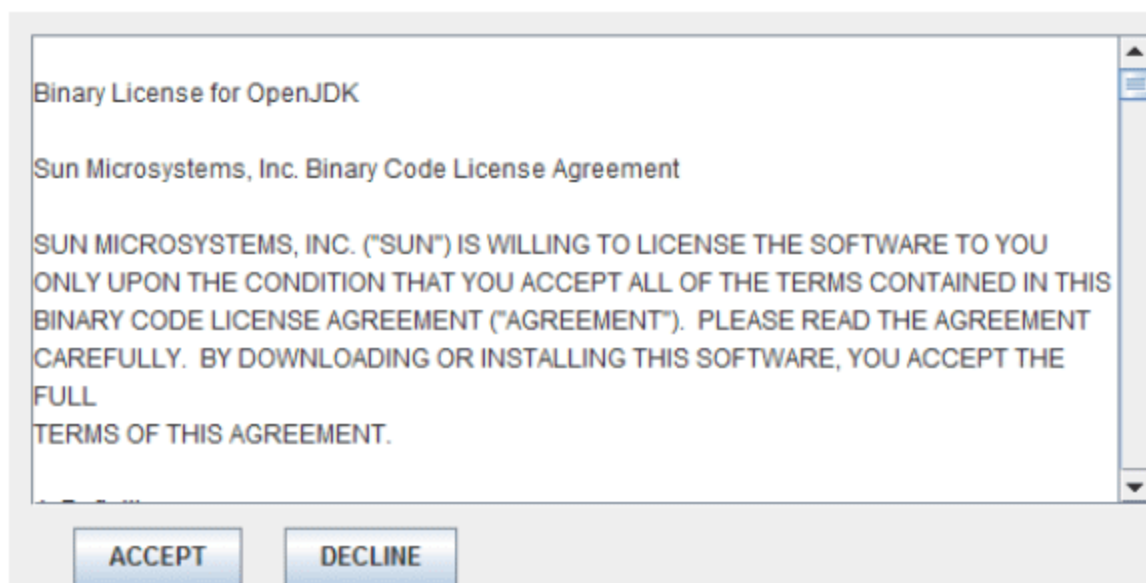 Binary License for OpenJDK
Sun Microsystems, Inc. Binary Code License Agreement
SUN MICROSYSTEMS, INC. ("SUN") IS WILLING TO LICENSE THE SOFTWARE TO YOU
ONLY UPON THE CONDITION THAT YOU ACCEPT ALL OF THE TERMS CONTAINED IN THIS
BINARY CODE LICENSE AGREEMENT ("AGREEMENT").  PLEASE READ THE AGREEMENT
CAREFULLY.  BY DOWNLOADING OR INSTALLING THIS SOFTWARE, YOU ACCEPT THE
FULL
TERMS OF THIS AGREEMENT.
ACCEPT DECLINE